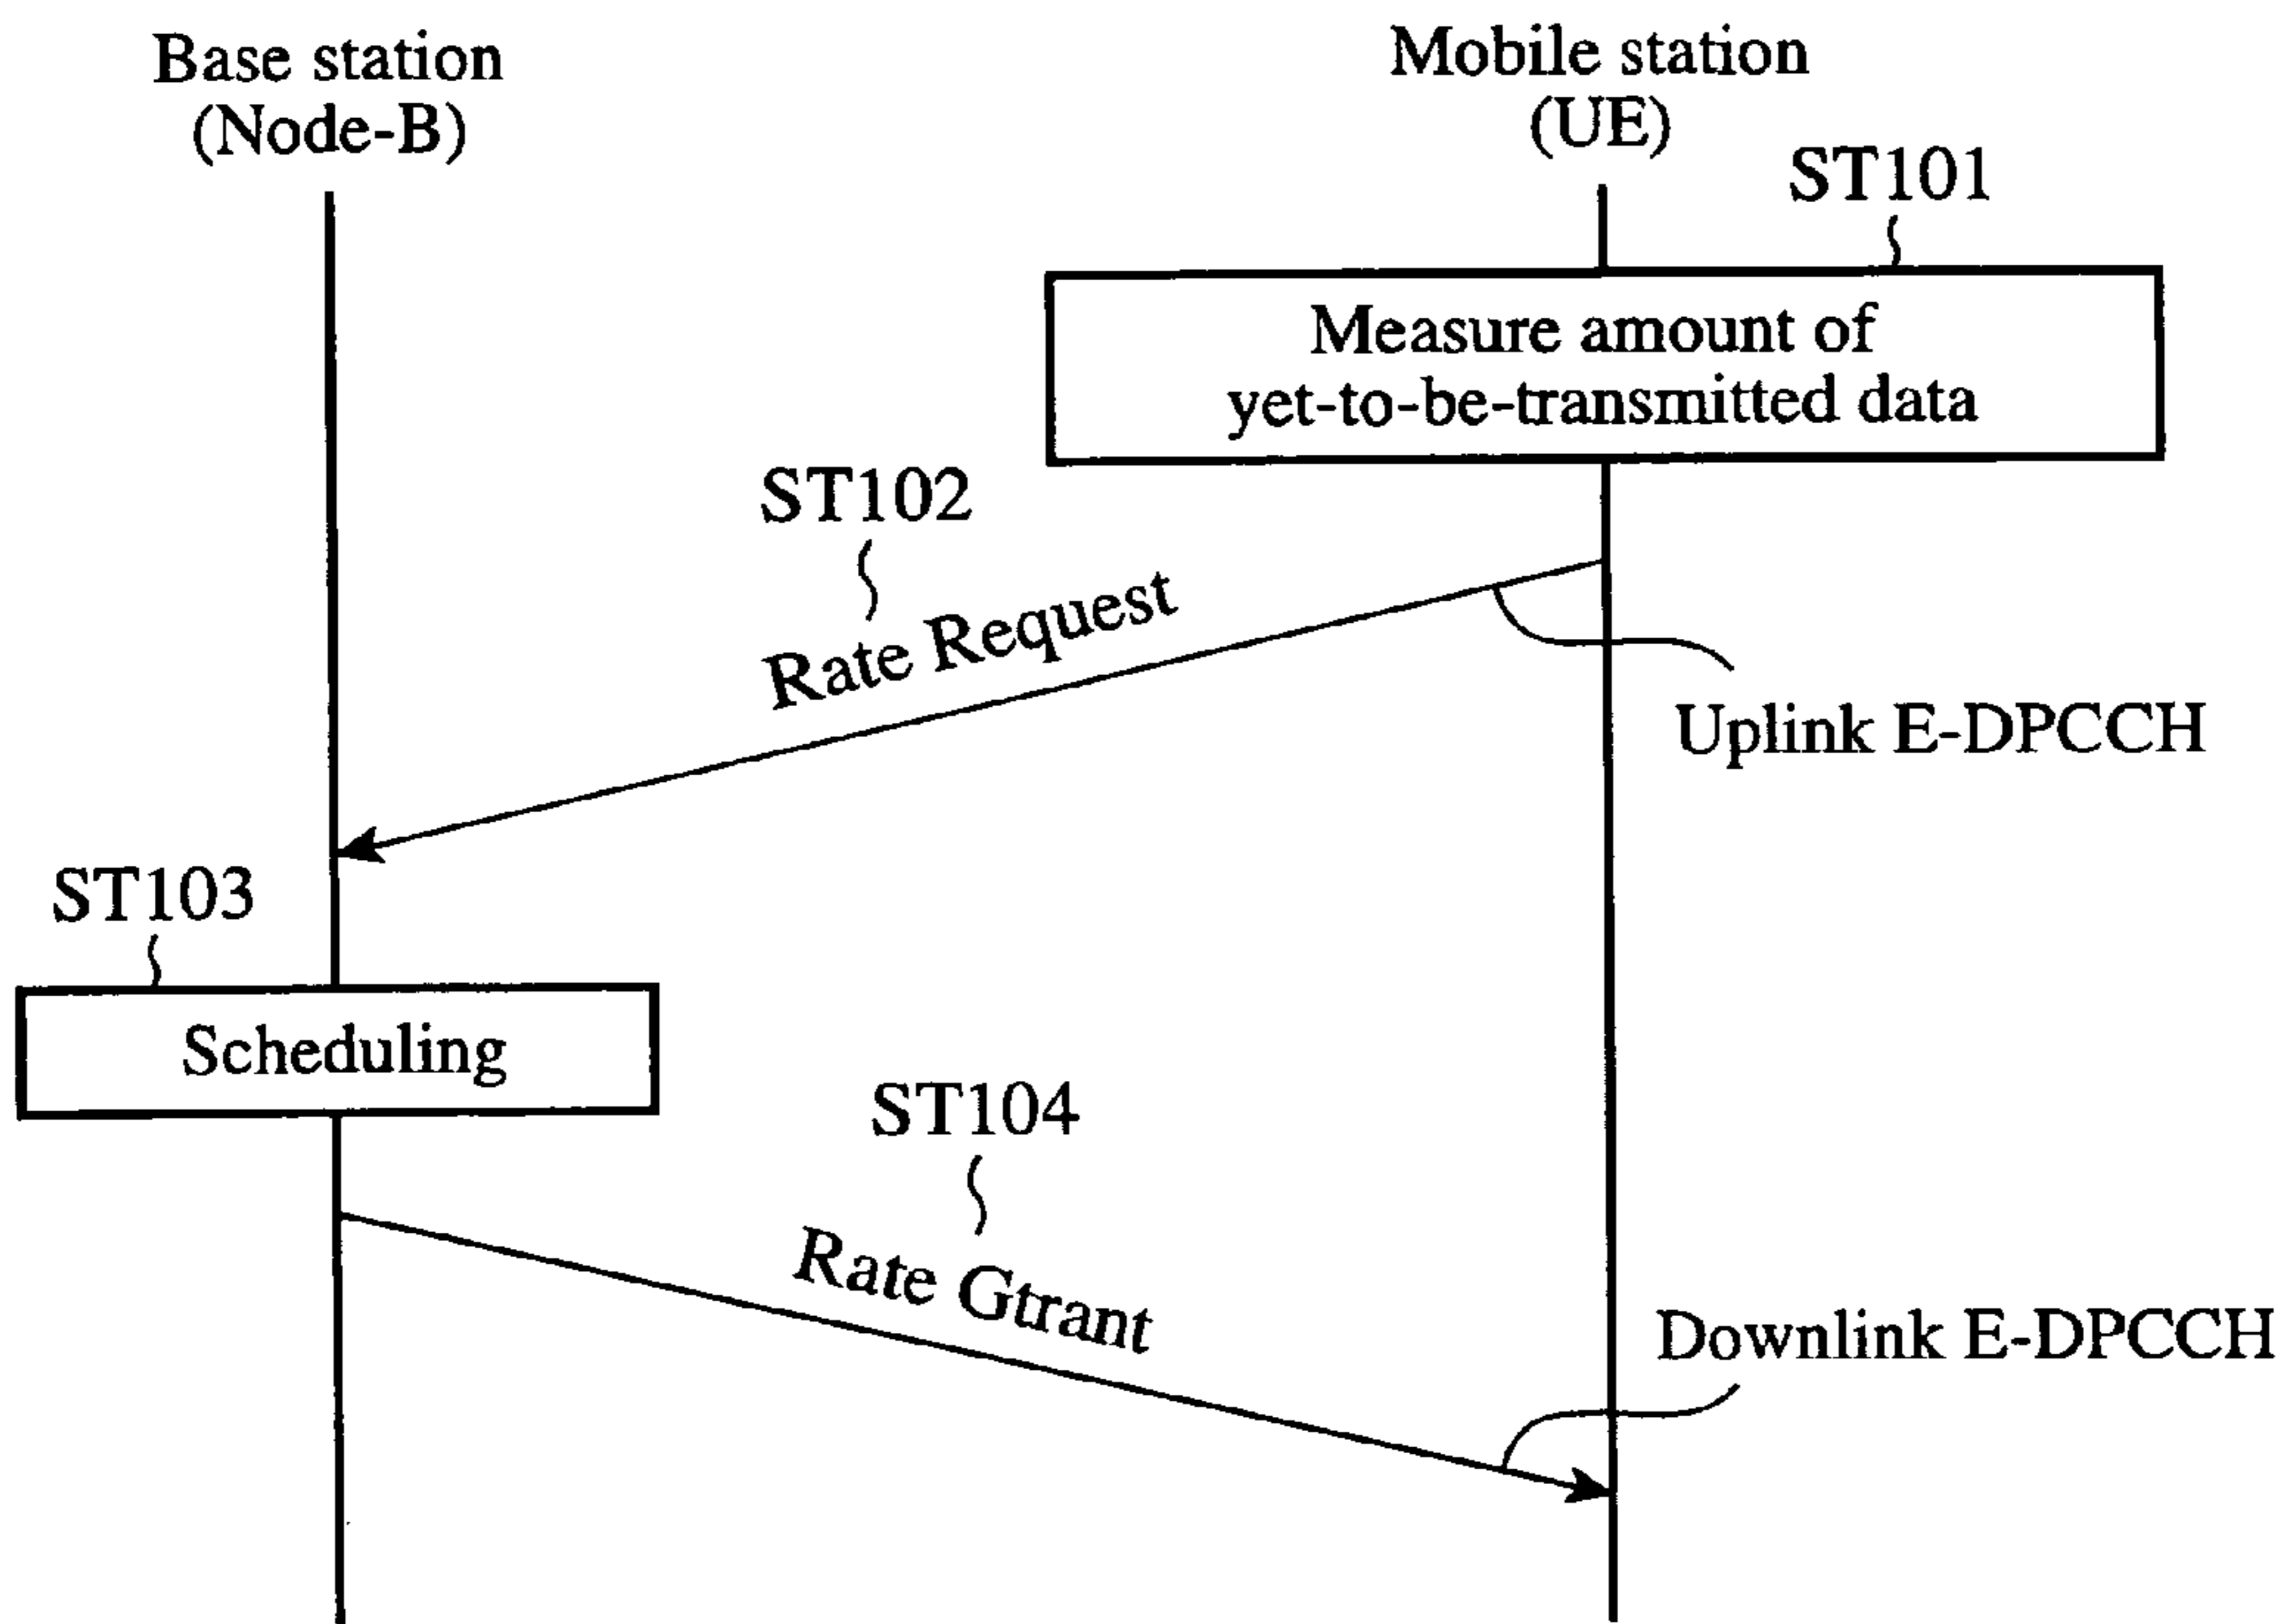 Base station
(Node-B)
Mobile station
(UE)
ST101
Measure amount of
yet-to-be-transmitted data
ST102
Rate Request
Uplink E-DPCCH
ST103
Scheduling
ST104
Rate Gtrant
Downlink E-DPCCH